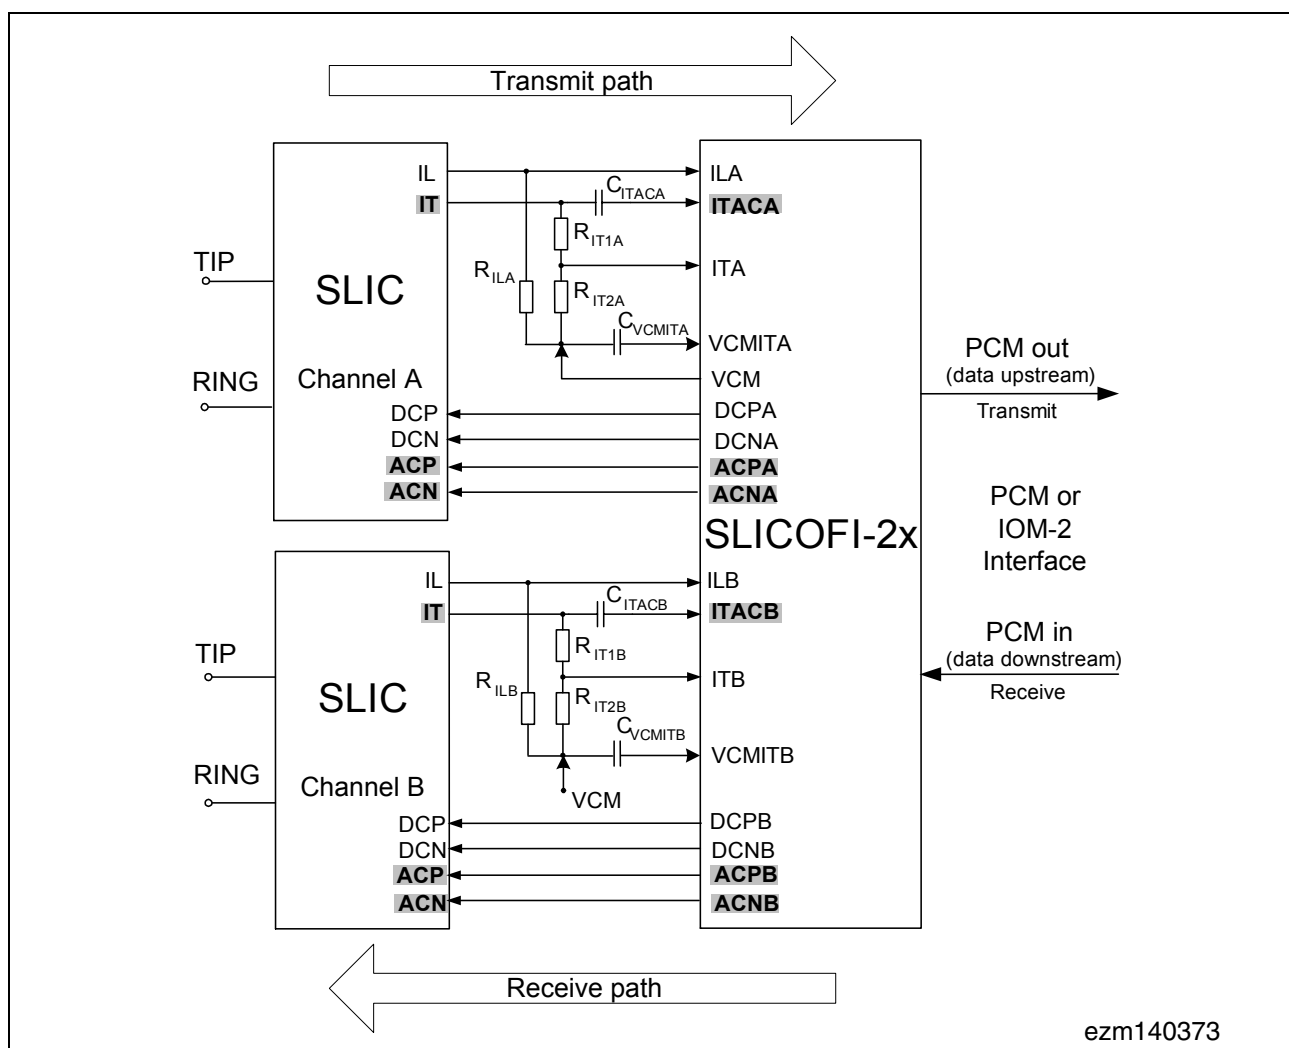 Transmit path
IL
IT
TIP
SLIC
RING
Channel A
DCP
DCN
ACP
ACN
CITACA
RIT1A
RILA
RIT2A
CVCMITA
ILA
ITACA
ITA
VCMITA
VCM
DCPA
DCNA
ACPA
ACNA
SLICOFI-2x
PCM out
(data upstream)
Transmit
PCM or
IOM-2
Interface
PCM in
(data downstream)
Receive
IL
IT
TIP
SLIC
RING
Channel B
DCP
DCN
ACP
ACN
CITACB
RIT1B
RILB
RIT2B
CVCMITB
VCM
ILB
ITACB
ITB
VCMITB
DCPB
DCNB
ACPB
ACNB
Receive path
ezm140373